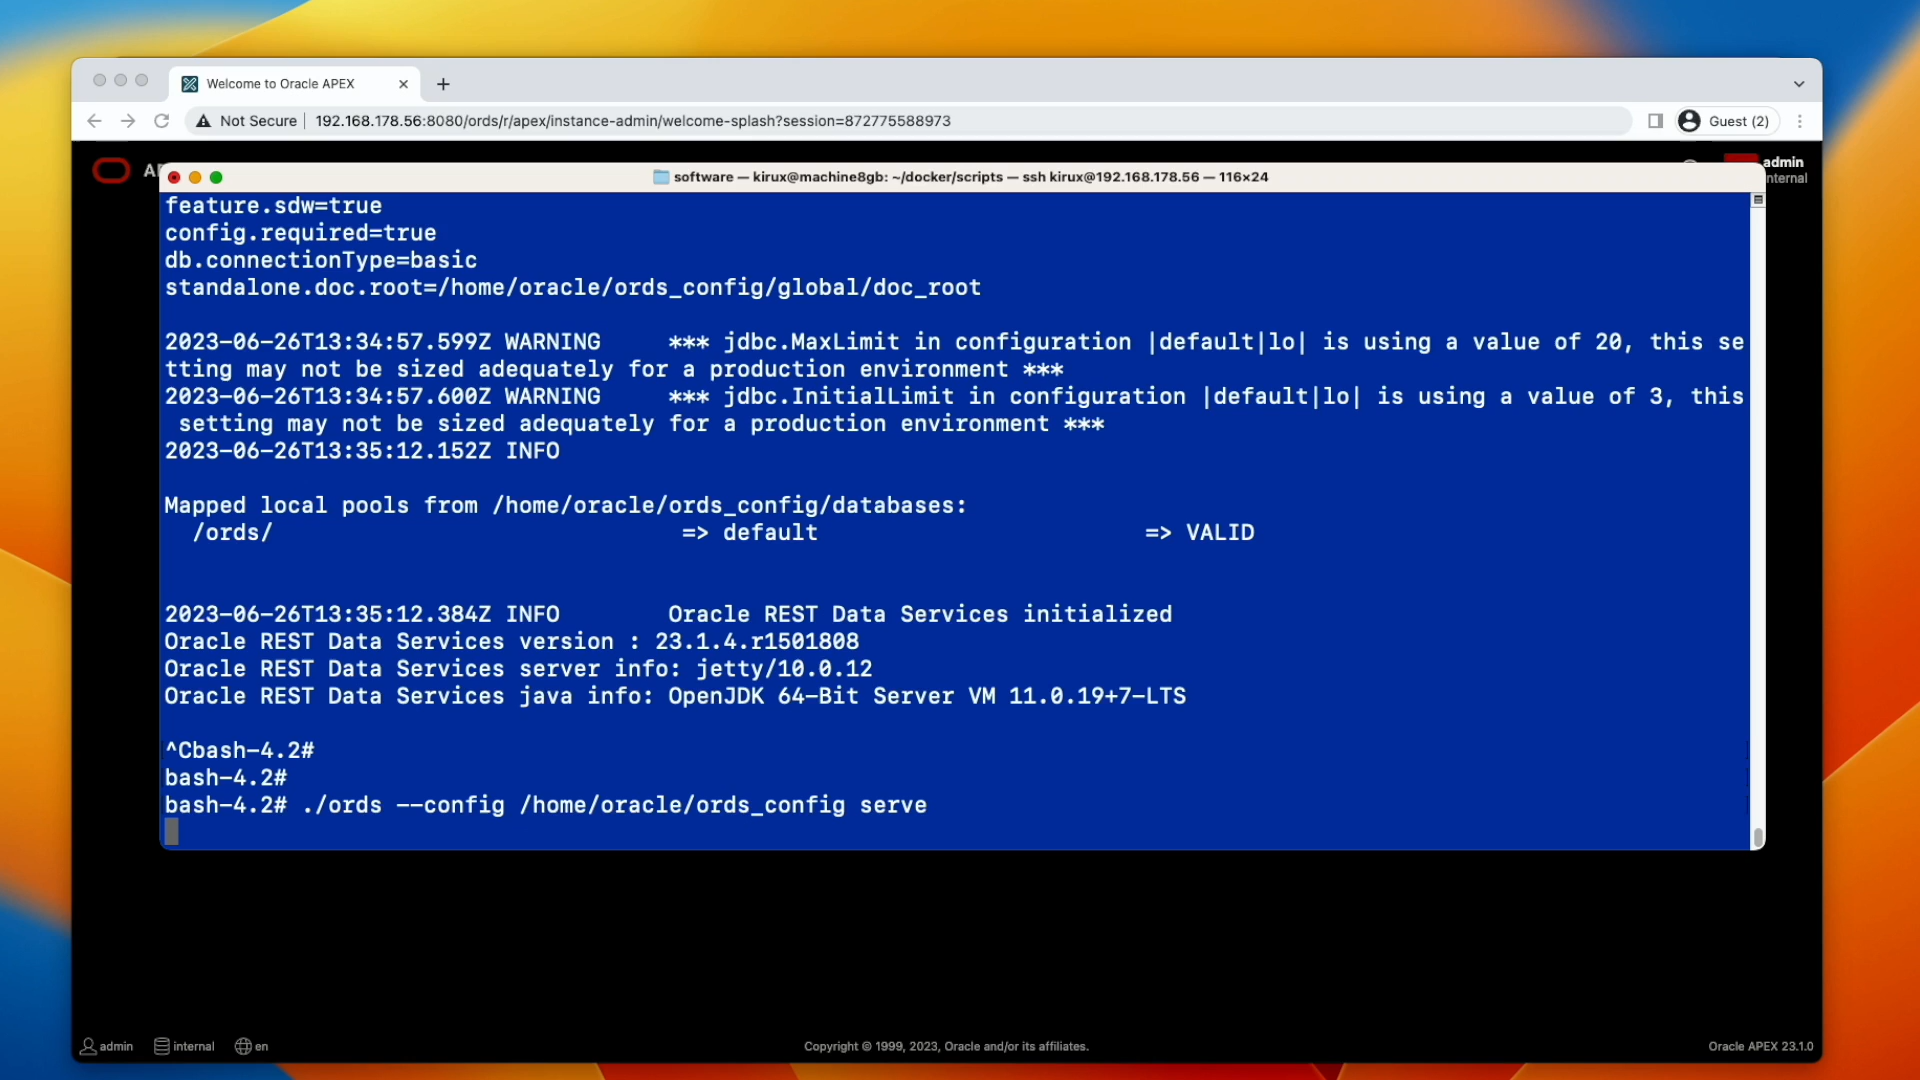 Welcome to Oracle APEX
Not Secure
192.168.178.56:8080/ords/r/apex/instance-admin/welcome-splash?session=872775588973
Guest (2)
admin
software — kirux@machine8gb: ~/docker/scripts — ssh kirux@192.168.178.56 — 116×24
feature.sdw=true
config.required=true
db.connectionType=basic
standalone.doc.root=/home/oracle/ords_config/global/doc_root
2023-06-26T13:34:57.599Z WARNING     *** jdbc.MaxLimit in configuration |default|lo| is using a value of 20, this se
tting may not be sized adequately for a production environment ***
2023-06-26T13:34:57.600Z WARNING     *** jdbc.InitialLimit in configuration |default|lo| is using a value of 3, this
 setting may not be sized adequately for a production environment ***
2023-06-26T13:35:12.152Z INFO
Mapped local pools from /home/oracle/ords_config/databases:
  /ords/                              => default                        => VALID
2023-06-26T13:35:12.384Z INFO        Oracle REST Data Services initialized
Oracle REST Data Services version : 23.1.4.r1501808
Oracle REST Data Services server info: jetty/10.0.12
Oracle REST Data Services java info: OpenJDK 64-Bit Server VM 11.0.19+7-LTS
^Cbash-4.2#
bash-4.2#
bash-4.2# ./ords --config /home/oracle/ords_config serve
admin
internal
en
Copyright © 1999, 2023, Oracle and/or its affiliates.
Oracle APEX 23.1.0